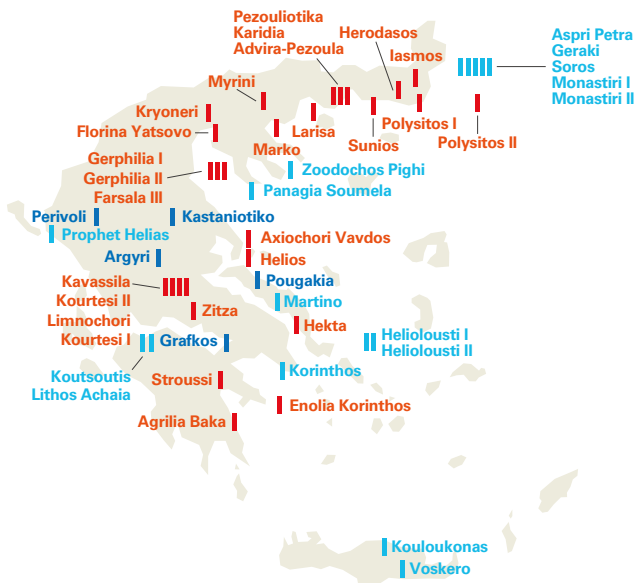 Pezouliotika
Karidia
Advira-Pezoula
Herodasos
Iasmos
Aspri Petra
Geraki
Soros
Monastiri I
Monastiri II
Myrini
Kryoneri
Florina Yatsovo
Larisa
Marko
Sunios
Polysitos I
Polysitos II
Gerphilia I
Gerphilia II
Farsala III
Zoodochos Pighi
Panagia Soumela
Perivoli
Kastaniotiko
Prophet Helias
Axiochori Vavdos
Argyri
Helios
Pougakia
Kavassila
Kourtesi II
Limnochori
Kourtesi I
Zitza
Martino
Hekta
Grafkos
Heliolousti I
Heliolousti II
Koutsoutis
Lithos Achaia
Stroussi
Korinthos
Enolia Korinthos
Agrilia Baka
Kouloukonas
Voskero